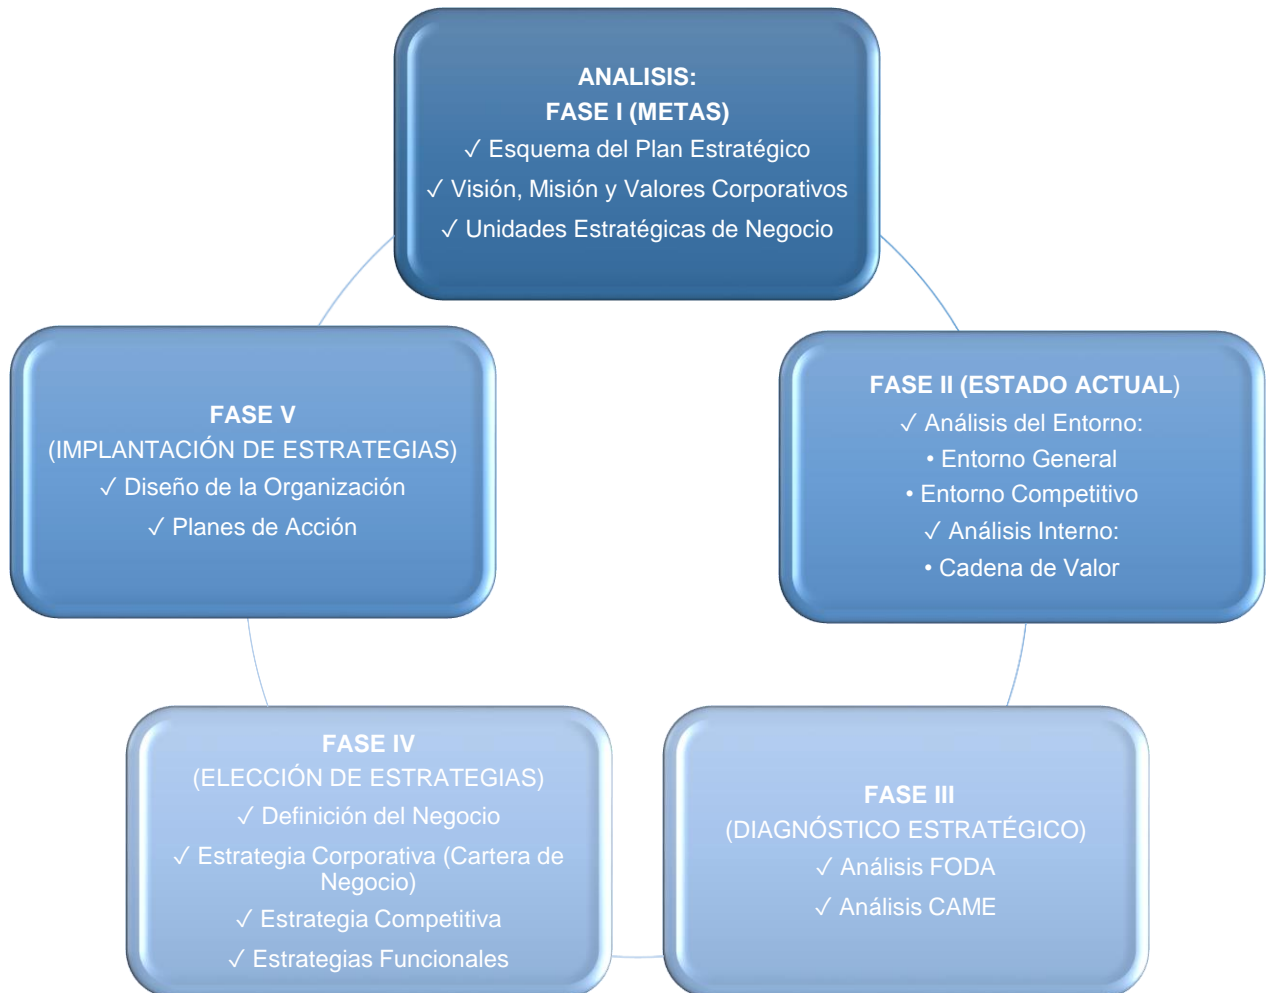 ANALISIS:
FASE I (METAS)
✓ Esquema del Plan Estratégico
✓ Visión, Misión y Valores Corporativos
✓ Unidades Estratégicas de Negocio
FASE II (ESTADO ACTUAL)
✓ Análisis del Entorno:
• Entorno General
• Entorno Competitivo
✓ Análisis Interno:
• Cadena de Valor
FASE III
(DIAGNÓSTICO ESTRATÉGICO)
✓ Análisis FODA
✓ Análisis CAME
FASE IV
(ELECCIÓN DE ESTRATEGIAS)
✓ Definición del Negocio
✓ Estrategia Corporativa (Cartera de
Negocio)
✓ Estrategia Competitiva
✓ Estrategias Funcionales
FASE V
(IMPLANTACIÓN DE ESTRATEGIAS)
✓ Diseño de la Organización
✓ Planes de Acción